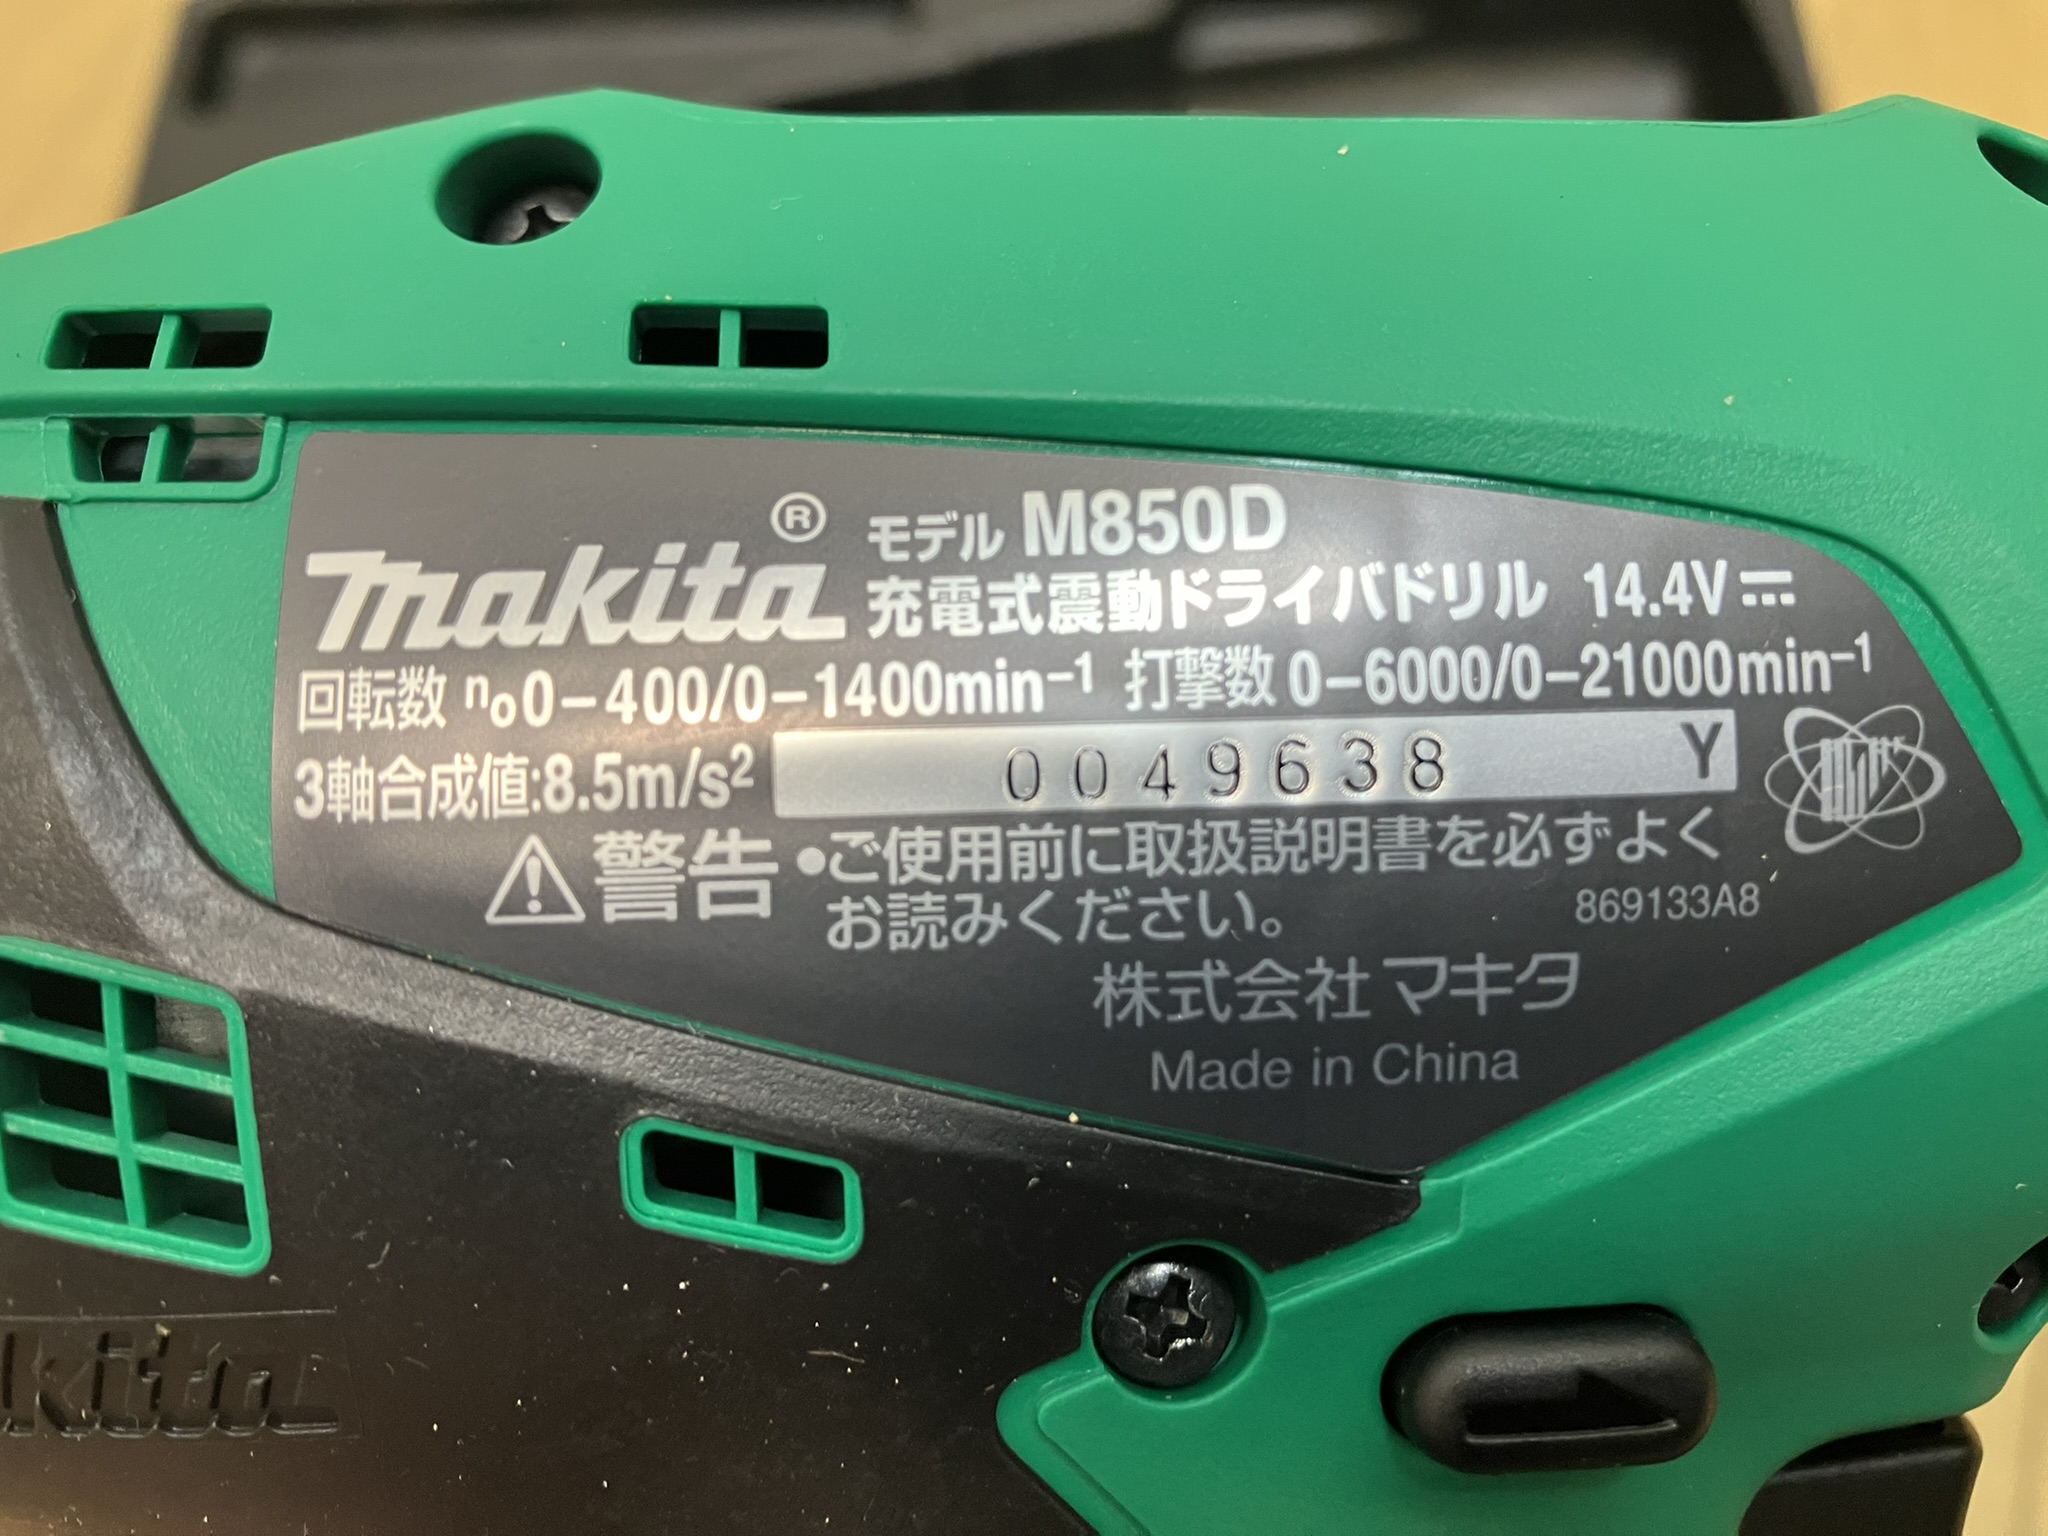 makita® モデル M850D
充電式震動ドライバドリル 14.4V
回転数 n₀0-400/0-1400min⁻¹ 打撃数 0-6000/0-21000min⁻¹
3軸合成値:8.5m/s² 0049638 Y
警告 •ご使用前に取扱説明書を必ずよく
お読みください。
869133A8
株式会社マキタ
Made in China
kita